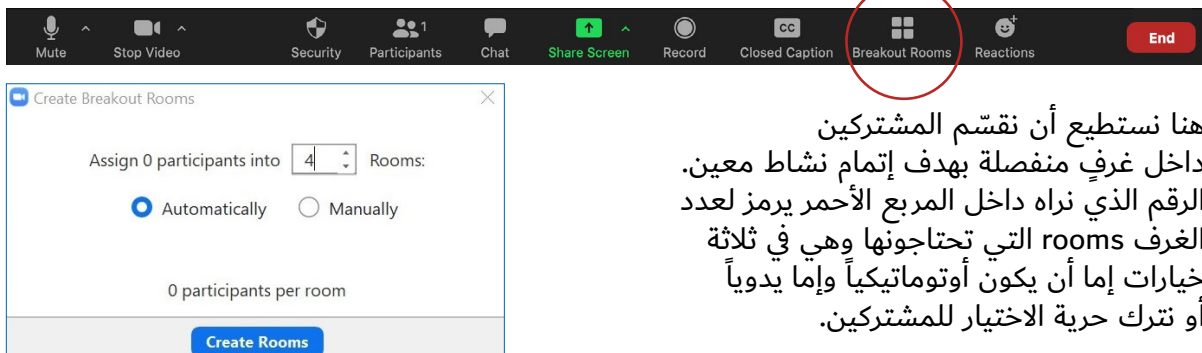 1
CC
Mute
Stop Video
Security
Participants
Chat
Share Screen
Record
Closed Caption
Breakout Rooms
Reactions
End
Create Breakout Rooms
Assign 0 participants into 4 Rooms:
Automatically Manually
0 participants per room
Create Rooms
هنا نستطيع أن نقسّم المشتركين
داخل غرفٍ منفصلة بهدف إتمام نشاط معين.
الرقم الذي نراه داخل المربع الأحمر يرمز لعدد
الغرف rooms التي تحتاجونها وهي في ثلاثة
خيارات إما أن يكون أوتوماتيكياً وإما يدوياً
أو نترك حرية الاختيار للمشتركين.